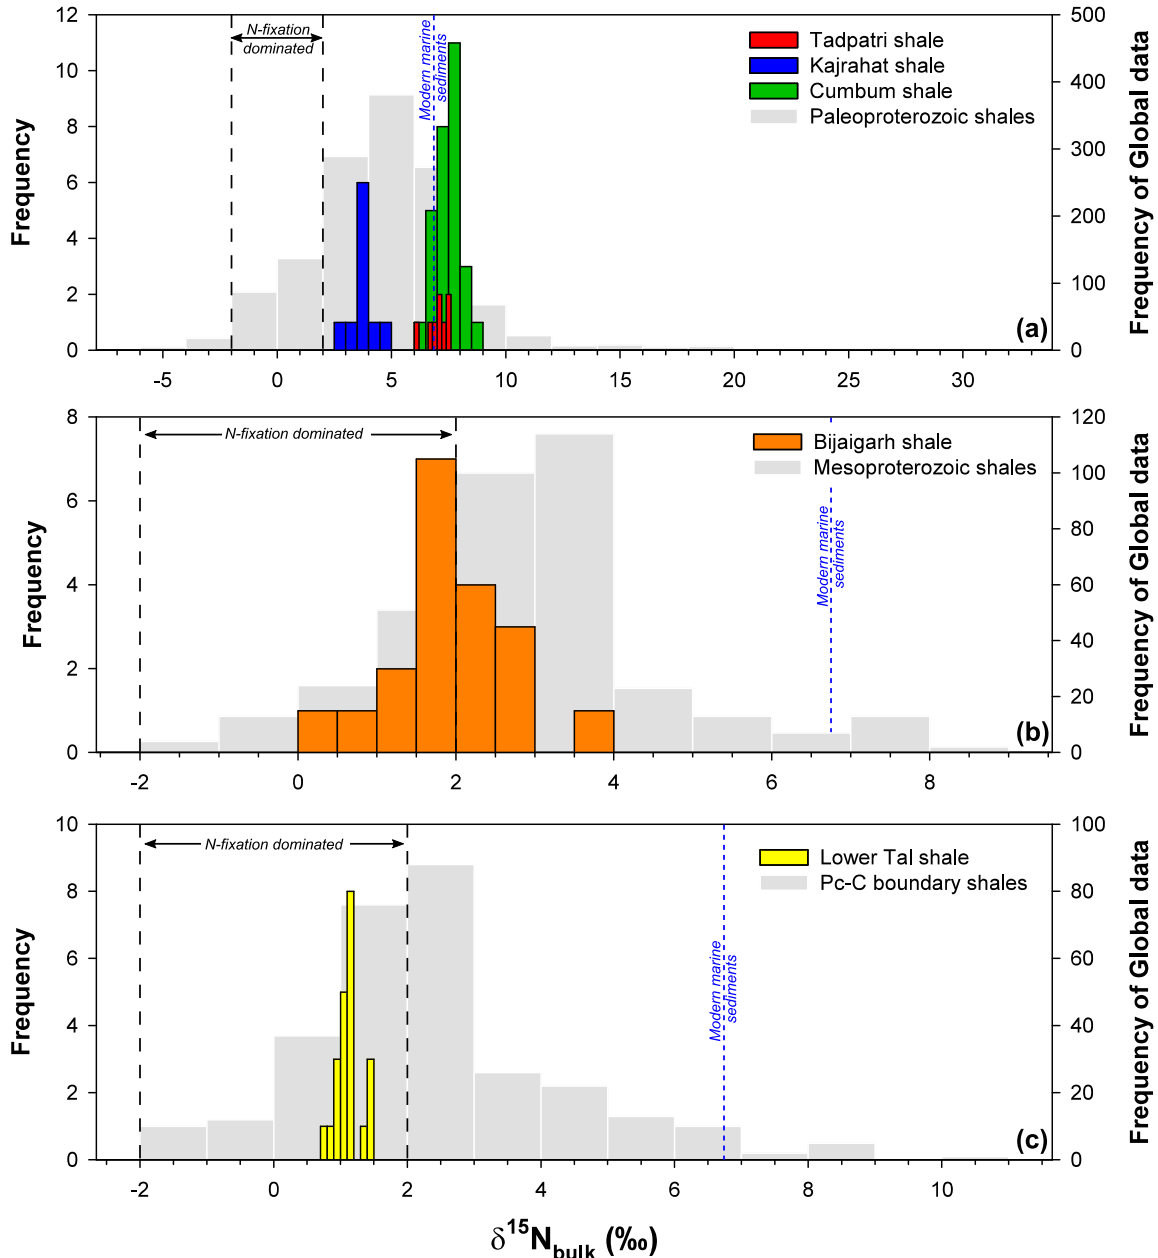 12
10
8
6
4
2
0
Frequency
N-fixation
dominated
Modern marine
sediments
Tadpatri shale
Kajrahat shale
Cumbum shale
Paleoproterozoic shales
500
400
300
200
100
0
Frequency of Global data
(a)
-5
0
5
10
15
20
25
30
8
6
4
2
0
Frequency
N-fixation dominated
Bijaigarh shale
Mesoproterozoic shales
Modern marine
sediments
120
100
80
60
40
20
0
Frequency of Global data
(b)
-2
0
2
4
6
8
10
8
6
4
2
0
Frequency
N-fixation dominated
Lower Tal shale
Pc-C boundary shales
Modern marine
sediments
100
80
60
40
20
0
Frequency of Global data
(c)
-2
0
2
4
6
8
10
δ¹⁵N_bulk (‰)